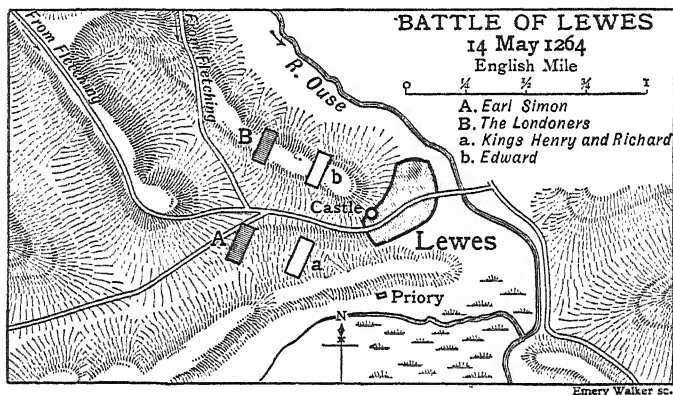 BATTLE OF LEWES
14 May 1264
English Mile
0 ¼ ½ ¾ 1
A. Earl Simon
B. The Londoners
a. Kings Henry and Richard
b. Edward
From Fletching
From Fletching
R. Ouse
B
b
Castle
A
a
Lewes
Priory
N
Emery Walker sc.